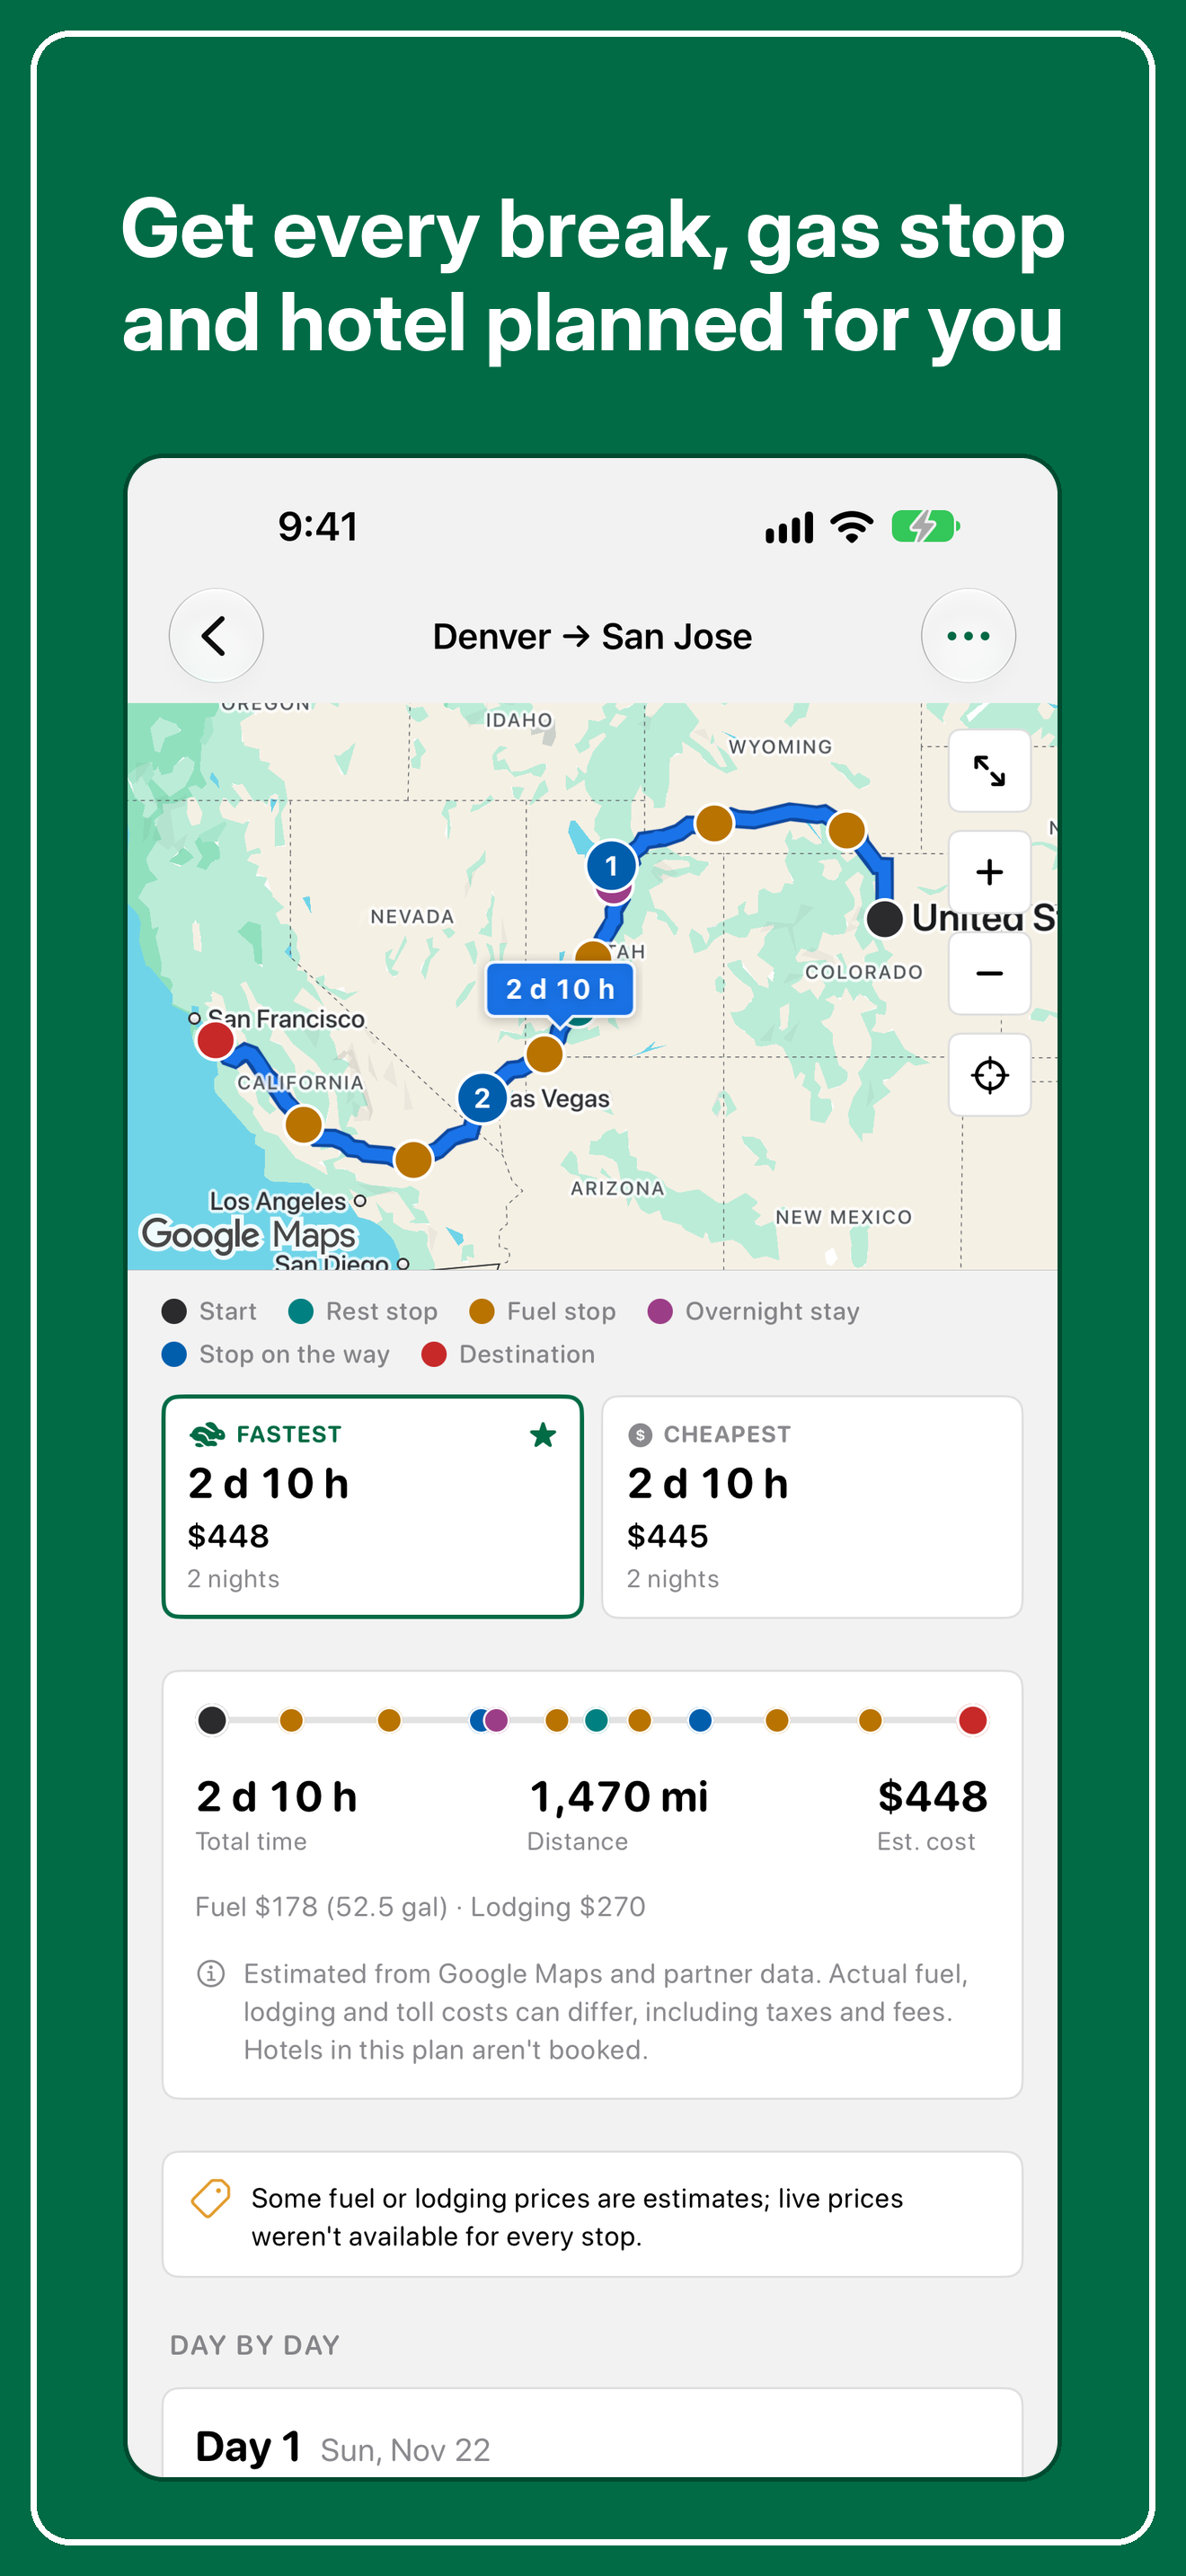 Get every break, gas stop
and hotel planned for you
9:41
Denver → San Jose
OREGON
IDAHO
WYOMING
1
NEVADA
United S
UTAH
COLORADO
2 d 10 h
San Francisco
CALIFORNIA
2
as Vegas
ARIZONA
Los Angeles
NEW MEXICO
Google Maps
San Diego
Start
Rest stop
Fuel stop
Overnight stay
Stop on the way
Destination
FASTEST
2 d 10 h
$448
2 nights
$ CHEAPEST
2 d 10 h
$445
2 nights
2 d 10 h
1,470 mi
$448
Total time
Distance
Est. cost
Fuel $178 (52.5 gal) · Lodging $270
Estimated from Google Maps and partner data. Actual fuel,
lodging and toll costs can differ, including taxes and fees.
Hotels in this plan aren't booked.
Some fuel or lodging prices are estimates; live prices
weren't available for every stop.
DAY BY DAY
Day 1 Sun, Nov 22